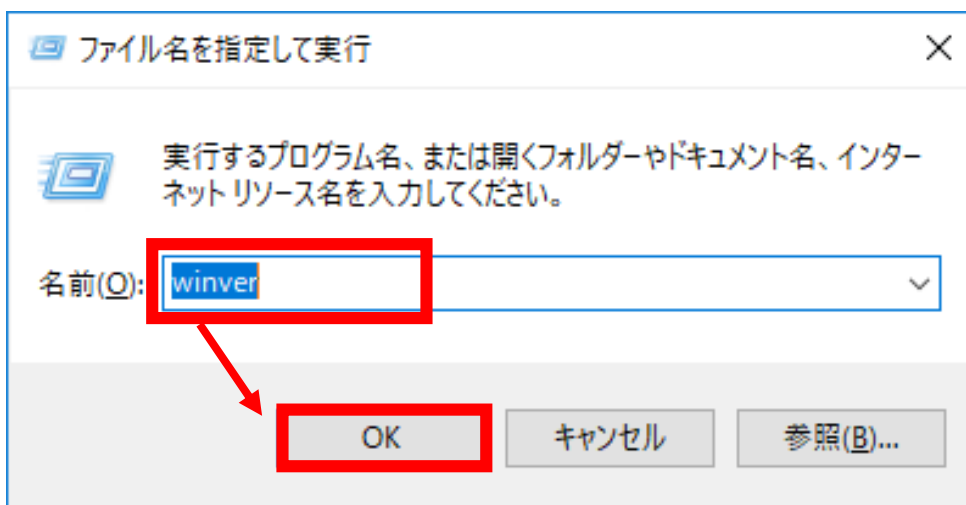 ファイル名を指定して実行
実行するプログラム名、または開くフォルダーやドキュメント名、インター
ネット リソース名を入力してください。
名前(O): winver
OK キャンセル 参照(B)...